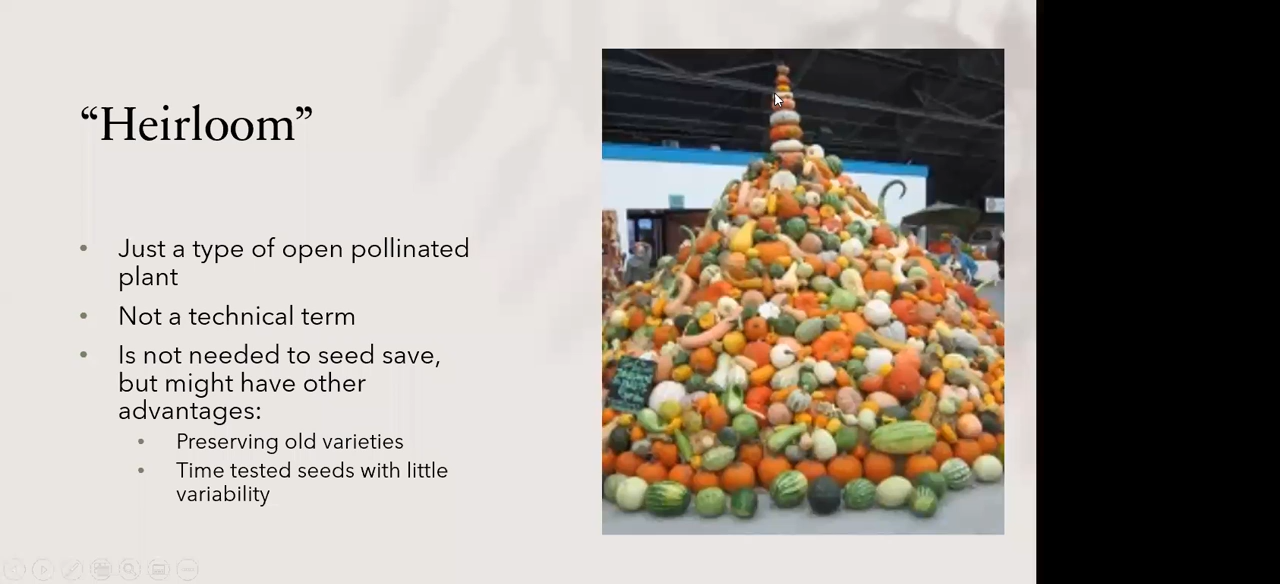 “Heirloom”
• Just a type of open pollinated
plant
• Not a technical term
• Is not needed to seed save,
but might have other
advantages:
• Preserving old varieties
• Time tested seeds with little
variability